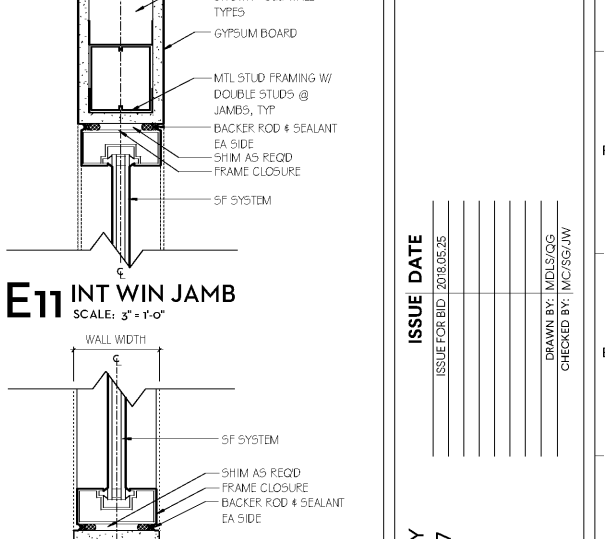 TYPES
GYPSUM BOARD
MTL STUD FRAMING W/
DOUBLE STUDS @
JAMBS, TYP
BACKER ROD & SEALANT
EA SIDE
SHIM AS REQ'D
FRAME CLOSURE
SF SYSTEM
E11 INT WIN JAMB
SCALE: 3" = 1'-0"
WALL WIDTH
SF SYSTEM
SHIM AS REQ'D
FRAME CLOSURE
BACKER ROD & SEALANT
EA SIDE
ISSUE DATE
ISSUE FOR BID 2018.05.25
DRAWN BY: MDLS/QG
CHECKED BY: MC/SG/JW